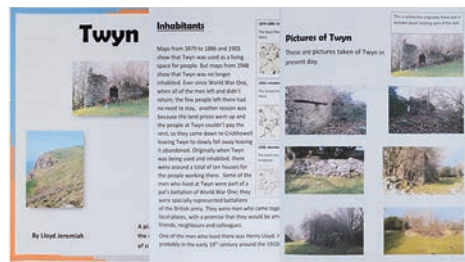 Twyn
By Lloyd Jeremiah
Inhabitants
Maps from 1879 to 1886 and 1903
show that Twyn was used as a living
space for people. But maps from 1948
show that Twyn was no longer
inhabited. Ever since World War One,
when all of the men left and didn't
return, the few people left there had
no need to stay, another reason was
because the land prices went up and
the people at Twyn couldn't pay the
rent, so they came down to Crickhowell
leaving Twyn to slowly fall away leaving
it abandoned. Originally when Twyn
was being used and inhabited, there
were around a total of ten houses for
the people working there. Some of the
men who lived at Twyn were part of a
pal's battalion of World War One; they
were specially-represented battalions
of the British army. They were men who came toge
local places, with a promise that they would be am
friends, neighbours and colleagues.
One of the men who lived there was Henry Lloyd. H
probably in the early 19th century around the 1910
Pictures of Twyn
These are pictures taken of Twyn in
present day.